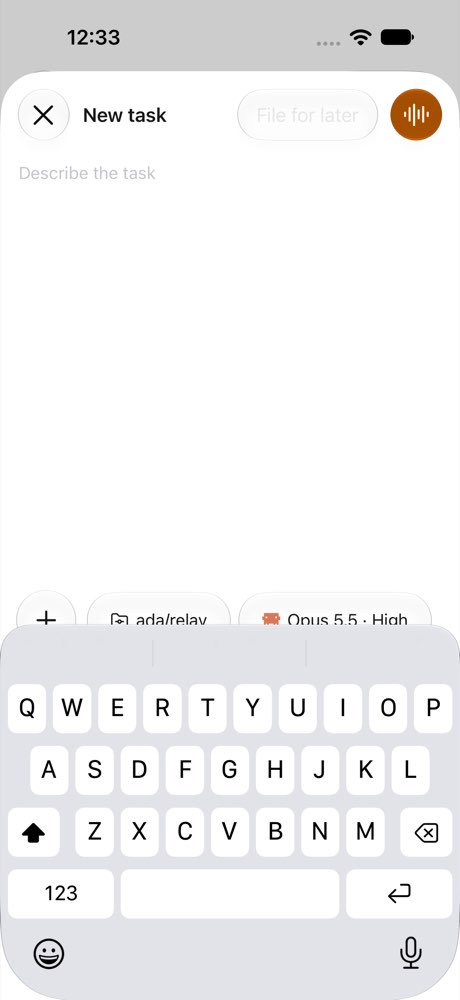 12:33
New task
File for later
Describe the task
ada/relay
Opus 5.5 · High
Q W E R T Y U I O P
A S D F G H J K L
Z X C V B N M
123